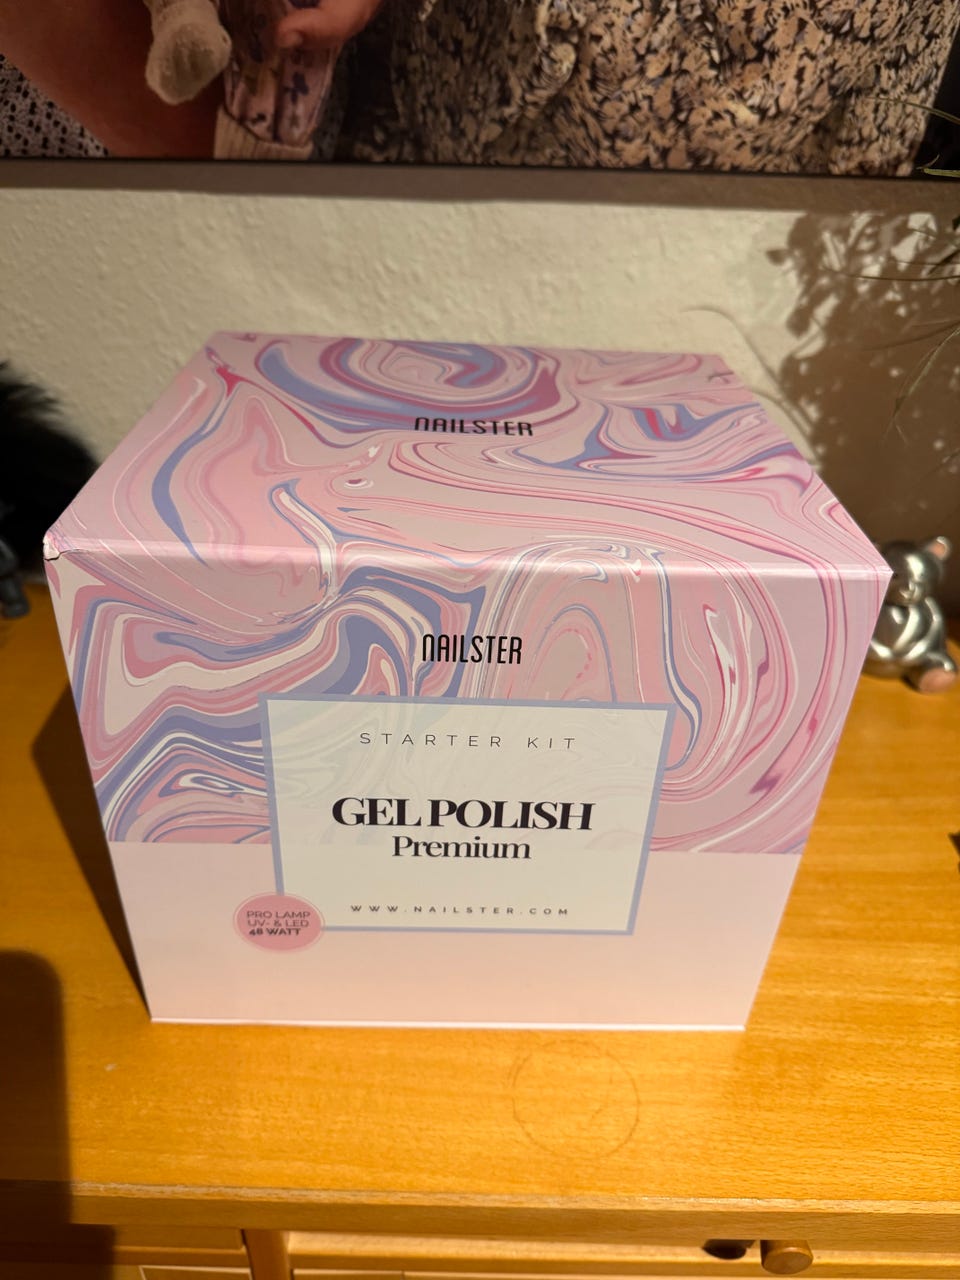 NAILSTER
NAILSTER
STARTER KIT
GEL POLISH
Premium
WWW.NAILSTER.COM
PRO LAMP
UV- & LED
48 WATT